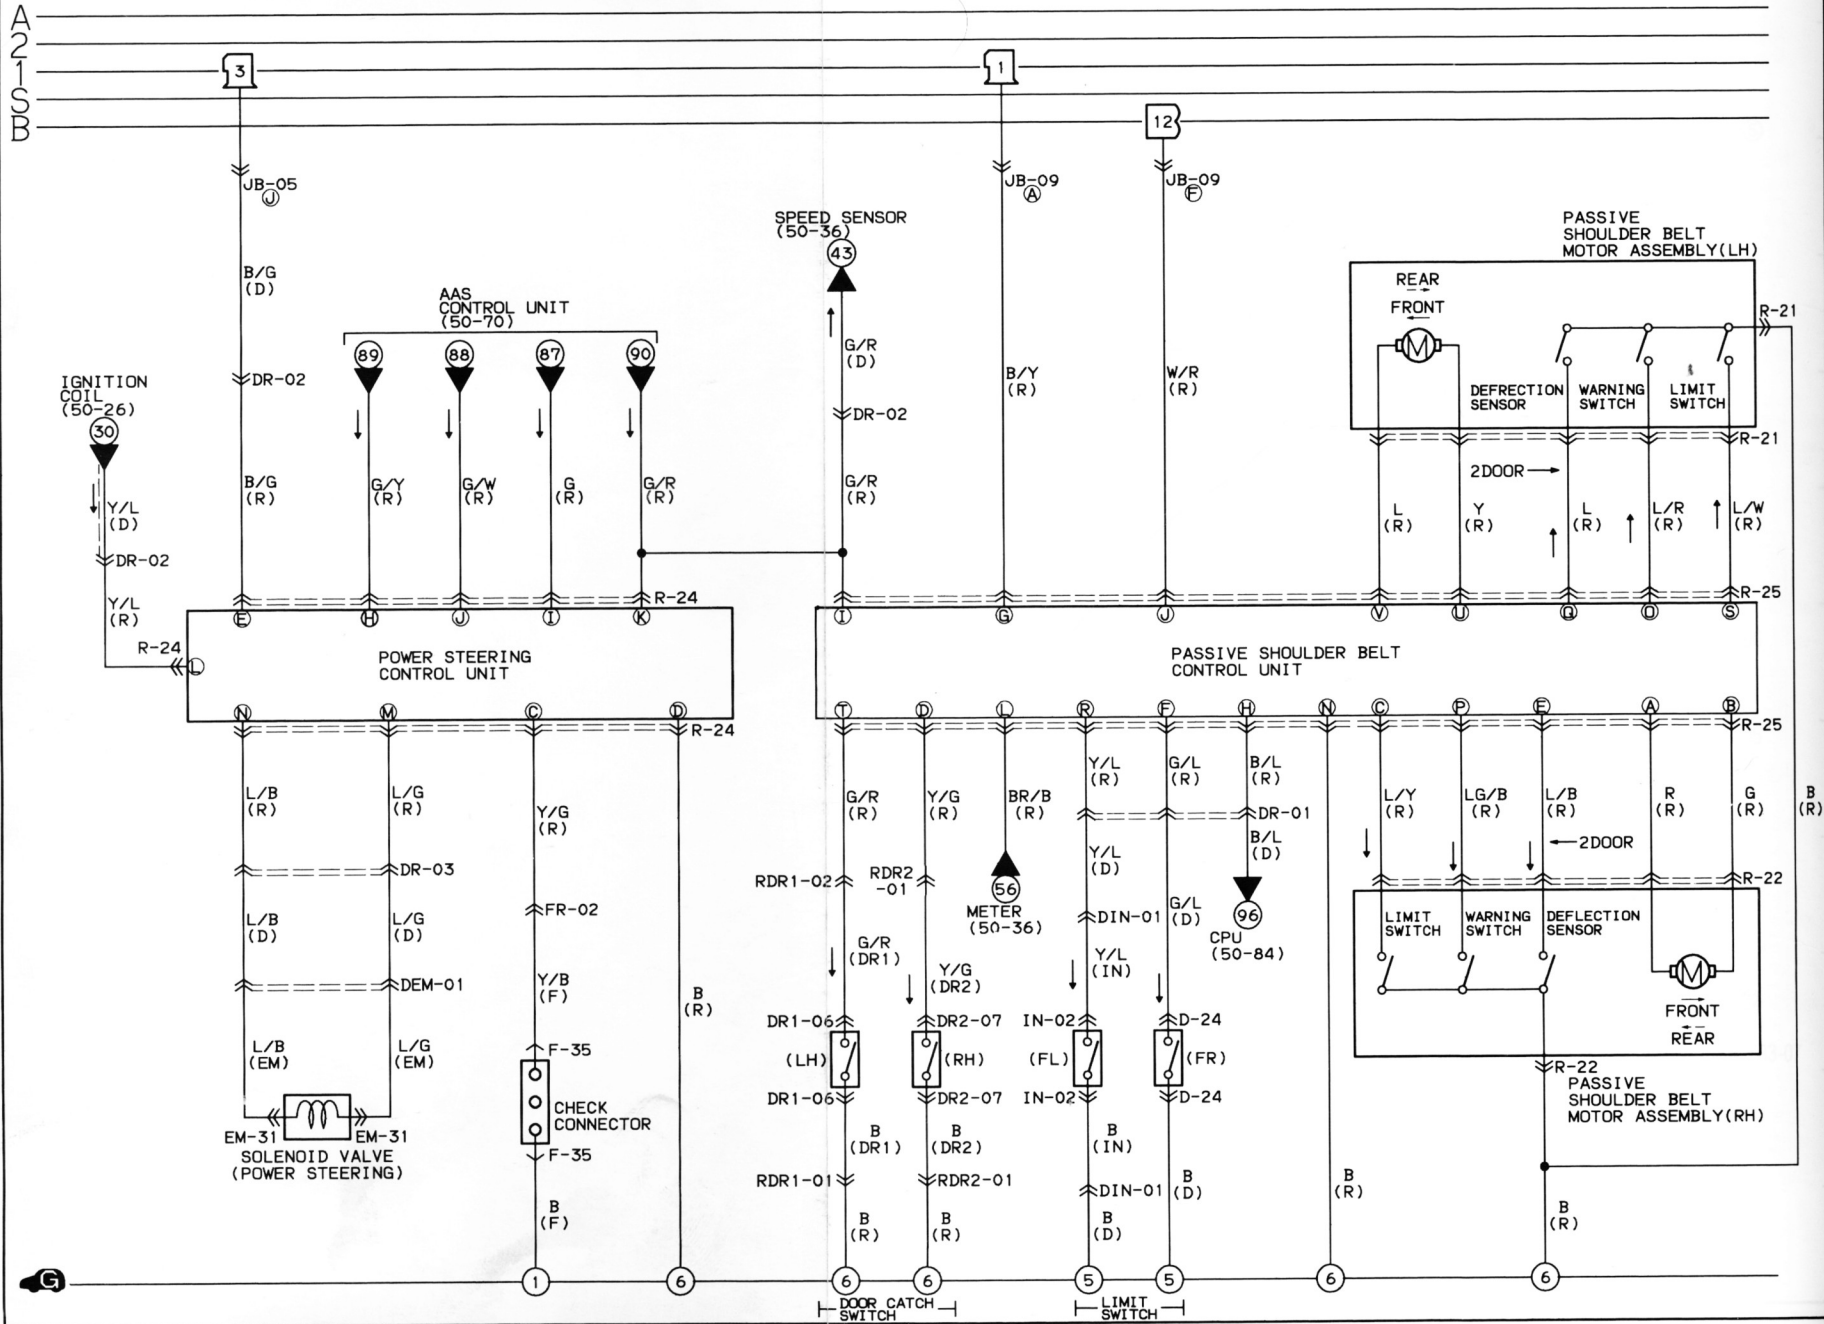 A
2
1
S
B
3
1
12
JB-05
J
JB-09
A
JB-09
F
SPEED SENSOR
(50-36)
43
PASSIVE
SHOULDER BELT
MOTOR ASSEMBLY(LH)
REAR
FRONT
M
R-21
DEFRECTION
SENSOR
WARNING
SWITCH
LIMIT
SWITCH
R-21
2DOOR
B/G
(D)
AAS
CONTROL UNIT
(50-70)
89
88
87
90
G/R
(D)
B/Y
(R)
W/R
(R)
DR-02
DR-02
IGNITION
COIL
(50-26)
30
B/G
(R)
G/Y
(R)
G/W
(R)
G
(R)
G/R
(R)
G/R
(R)
L
(R)
Y
(R)
L
(R)
L/R
(R)
L/W
(R)
Y/L
(D)
DR-02
Y/L
(R)
R-24
R-24
R-25
E
H
J
I
K
L
I
G
J
V
U
Q
O
S
POWER STEERING
CONTROL UNIT
PASSIVE SHOULDER BELT
CONTROL UNIT
N
M
C
D
R-24
T
D
L
R
F
H
N
C
P
E
A
B
R-25
L/B
(R)
L/G
(R)
Y/G
(R)
G/R
(R)
Y/G
(R)
BR/B
(R)
Y/L
(R)
G/L
(R)
B/L
(R)
L/Y
(R)
LG/B
(R)
L/B
(R)
R
(R)
G
(R)
B
(R)
DR-01
Y/L
(D)
B/L
(D)
2DOOR
DR-03
RDR1-02
RDR2
-01
56
METER
(50-36)
96
CPU
(50-84)
R-22
L/B
(D)
L/G
(D)
FR-02
DIN-01
G/L
(D)
LIMIT
SWITCH
WARNING
SWITCH
DEFLECTION
SENSOR
M
FRONT
REAR
G/R
(DR1)
Y/G
(DR2)
Y/L
(IN)
DEM-01
Y/B
(F)
B
(R)
L/B
(EM)
L/G
(EM)
F-35
DR1-06
DR2-07
IN-02
D-24
(LH)
(RH)
(FL)
(FR)
DR1-06
DR2-07
IN-02
D-24
R-22
PASSIVE
SHOULDER BELT
MOTOR ASSEMBLY(RH)
CHECK
CONNECTOR
EM-31
EM-31
SOLENOID VALVE
(POWER STEERING)
F-35
B
(DR1)
B
(DR2)
B
(IN)
RDR1-01
RDR2-01
DIN-01
B
(D)
B
(R)
B
(F)
B
(R)
B
(R)
B
(D)
B
(R)
G
1
6
6
6
5
5
6
6
DOOR CATCH
SWITCH
LIMIT
SWITCH